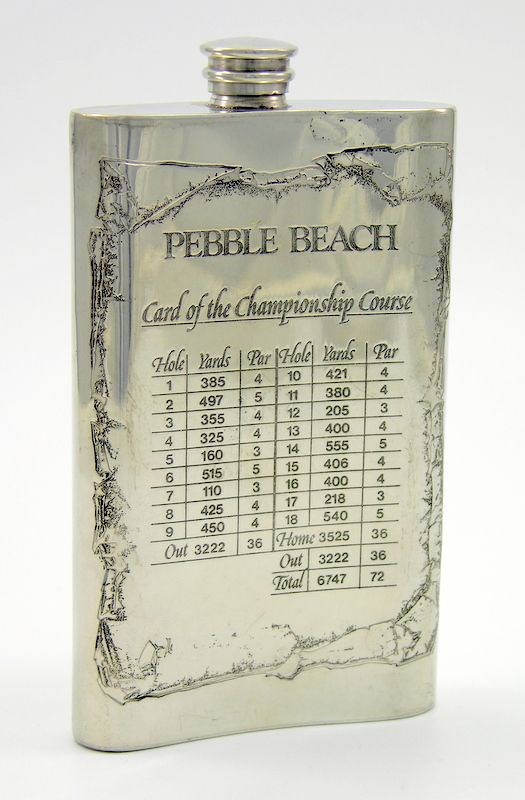 PEBBLE BEACH
Card of the Championship Course
Hole Yards Par Hole Yards Par
1 385 4 10 421 4
2 497 5 11 380 4
3 355 4 12 205 3
4 325 4 13 400 4
5 160 3 14 555 5
6 515 5 15 406 4
7 110 3 16 400 4
8 425 4 17 218 3
9 450 4 18 540 5
Out 3222 36 Home 3525 36
Out 3222 36
Total 6747 72